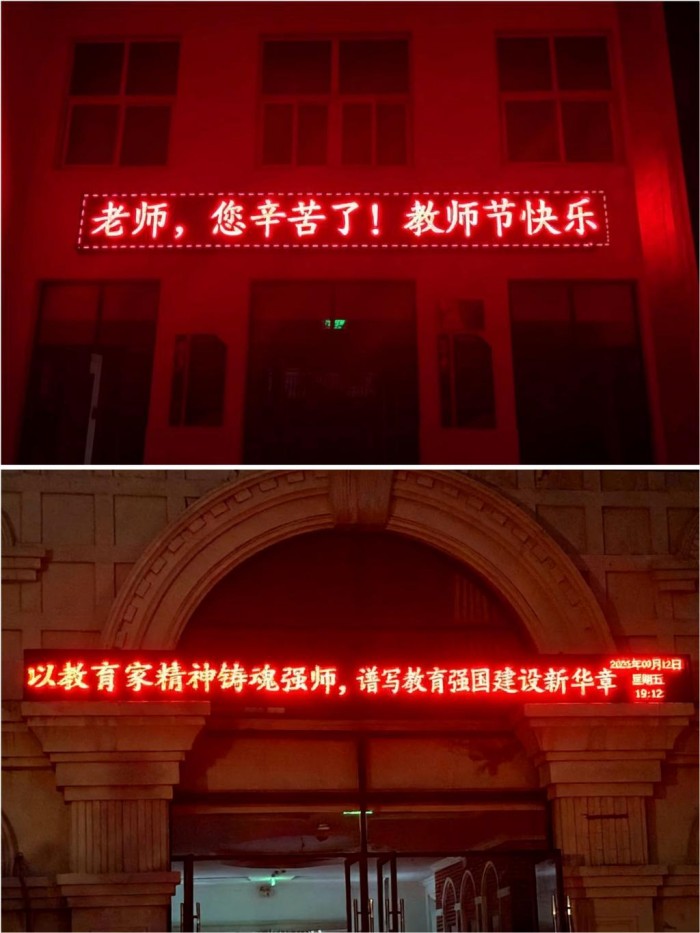 老师，您辛苦了！教师节快乐
以教育家精神铸魂强师，谱写教育强国建设新华章
2025年09月12日
星期五
19:12